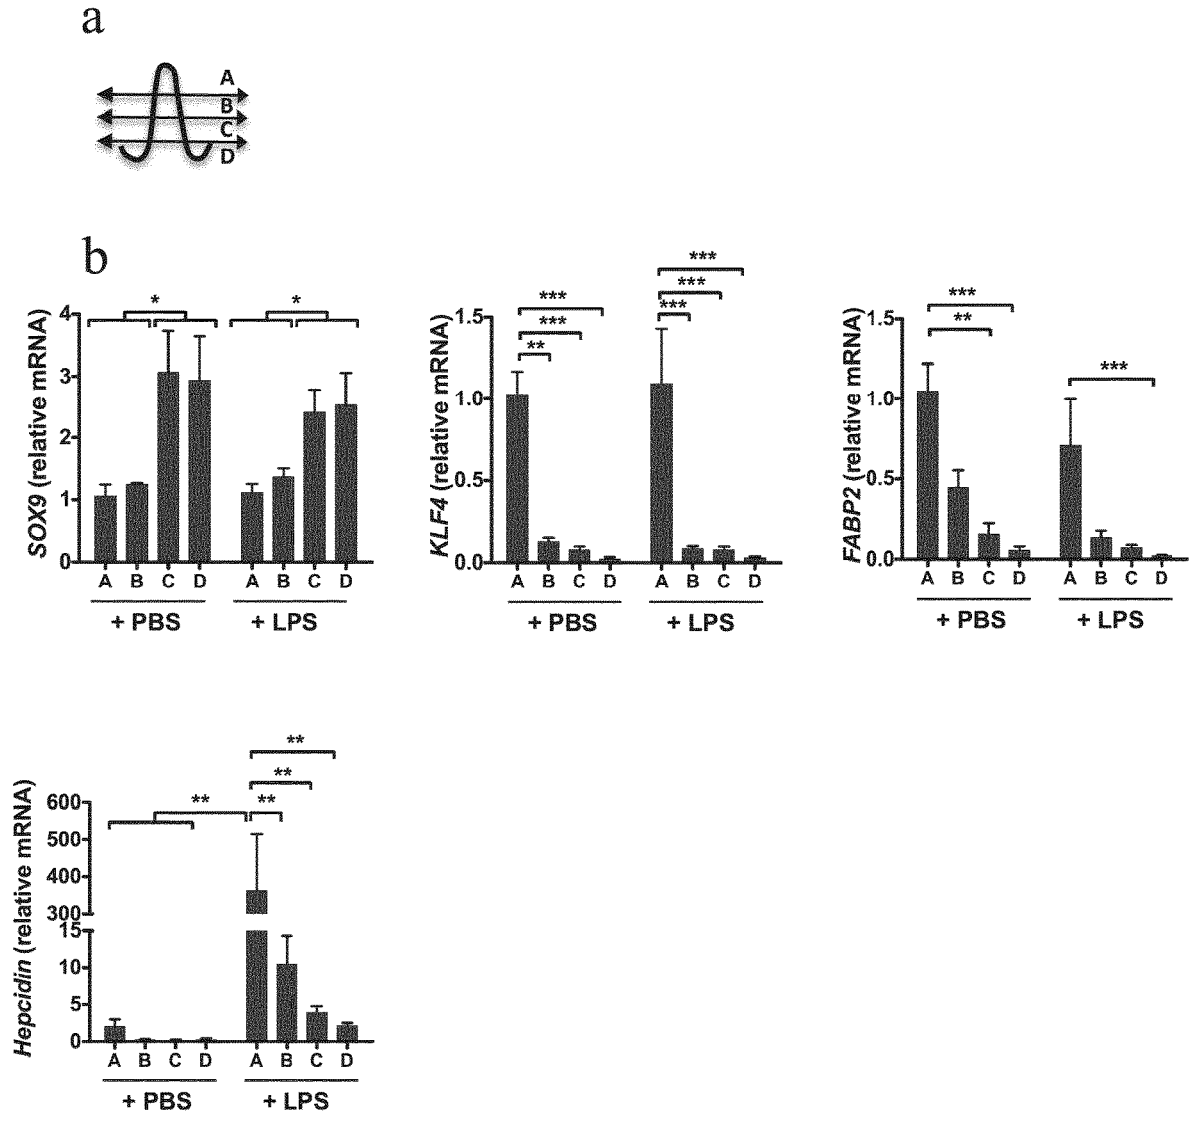 a
A
B
C
D
b
SOX9 (relative mRNA)
4
3
2
1
0
*
*
A B C D A B C D
+ PBS + LPS
KLF4 (relative mRNA)
1.5
1.0
0.5
0.0
***
***
**
***
***
***
A B C D A B C D
+ PBS + LPS
FABP2 (relative mRNA)
1.5
1.0
0.5
0.0
***
**
***
A B C D A B C D
+ PBS + LPS
Hepcidin (relative mRNA)
600
500
400
300
15
10
5
0
**
**
** **
A B C D A B C D
+ PBS + LPS